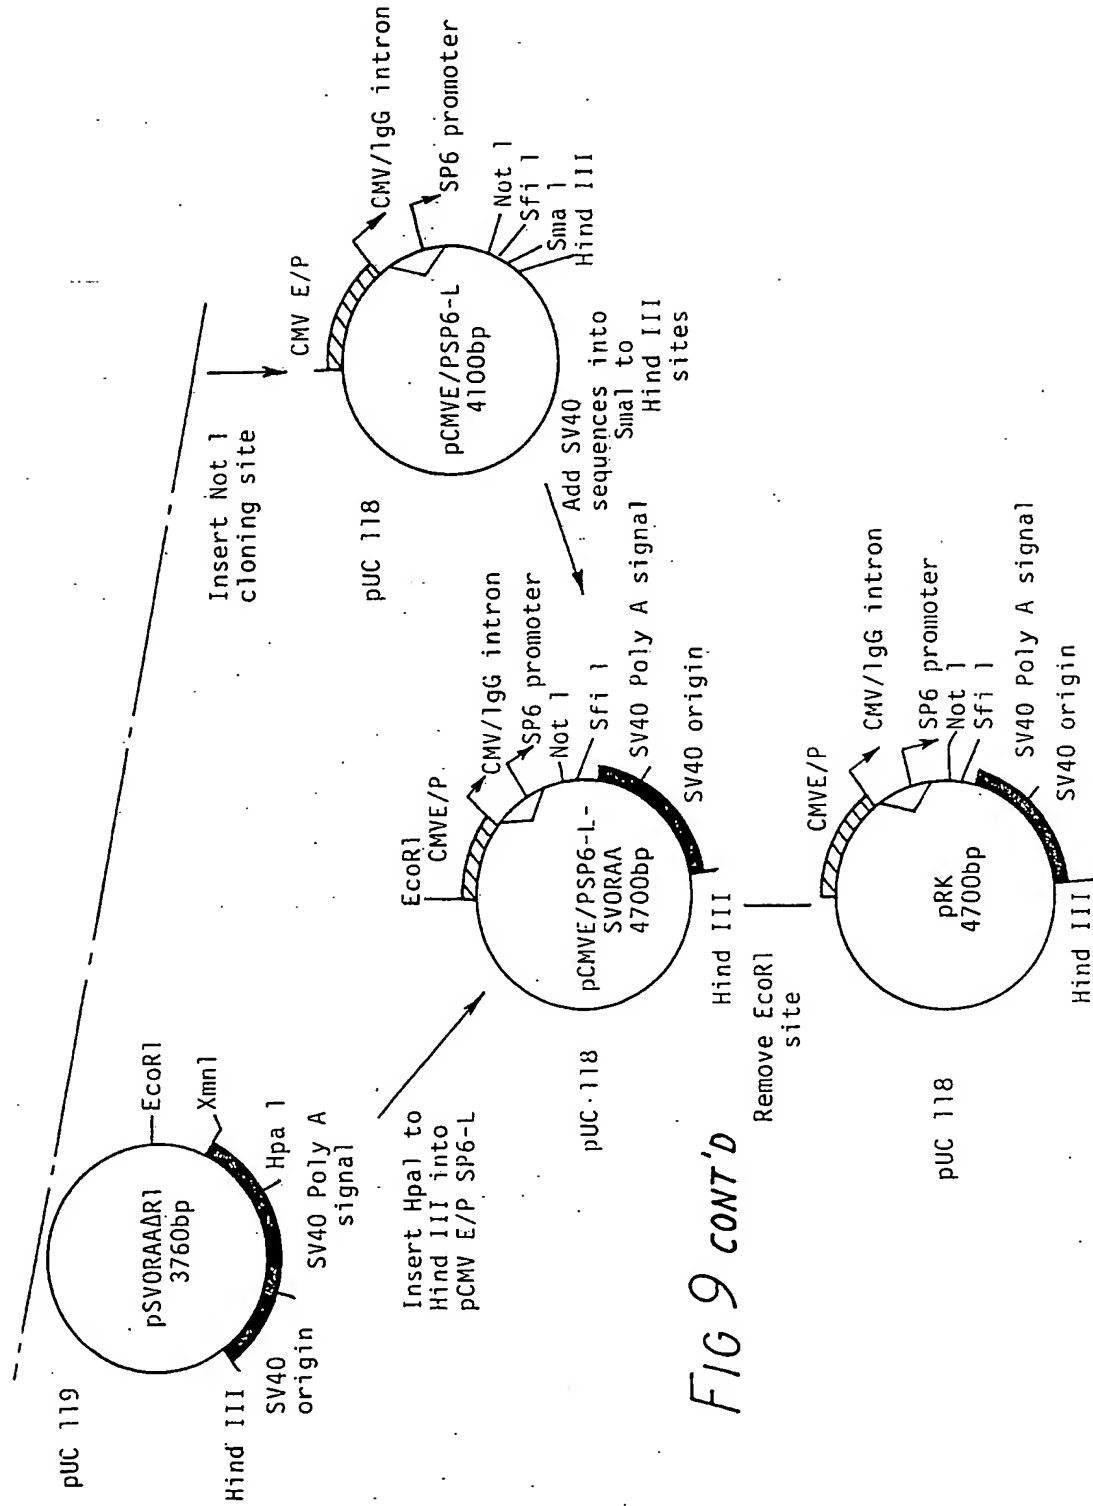 pUC 119
EcoR1
Xmn1
pSVORAAΔR1
3760bp
Hpa 1
SV40 Poly A
signal
SV40
origin
Hind III
Insert Not 1
cloning site
CMV E/P
CMV/1gG intron
SP6 promoter
pCMVE/PSP6-L
4100bp
Not 1
Sfi 1
Sma 1
Hind III
pUC 118
Insert Hpa1 to
Hind III into
pCMV E/P SP6-L
Add SV40
sequences into
Sma1 to
Hind III
sites
EcoR1
CMVE/P
CMV/1gG intron
SP6 promoter
Not 1
Sfi 1
pCMVE/PSP6-L-
SVORAA
4700bp
SV40 Poly A signal
SV40 origin
Hind III
pUC 118
Remove EcoR1
site
CMVE/P
CMV/1gG intron
SP6 promoter
Not 1
Sfi 1
pRK
4700bp
SV40 Poly A signal
SV40 origin
Hind III
pUC 118
FIG 9 CONT'D